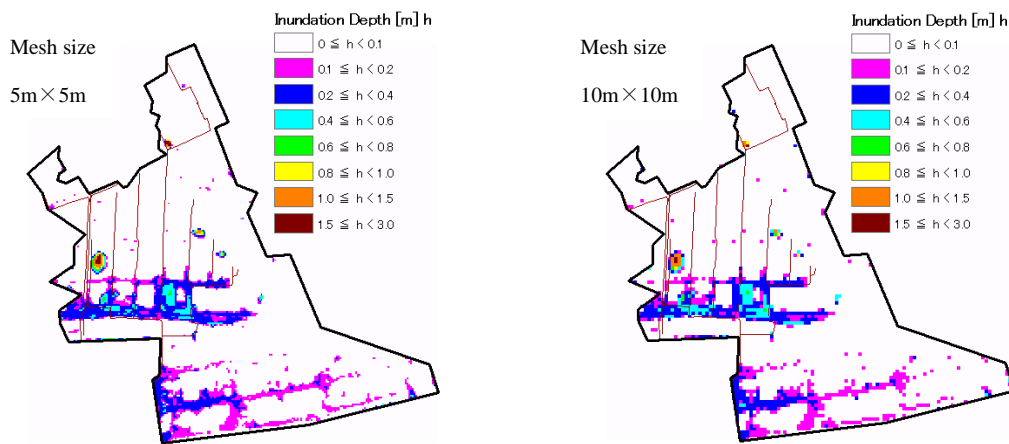 Inundation Depth [m] h
Mesh size
5m×5m
0 ≦ h < 0.1
0.1 ≦ h < 0.2
0.2 ≦ h < 0.4
0.4 ≦ h < 0.6
0.6 ≦ h < 0.8
0.8 ≦ h < 1.0
1.0 ≦ h < 1.5
1.5 ≦ h < 3.0
Inundation Depth [m] h
Mesh size
10m×10m
0 ≦ h < 0.1
0.1 ≦ h < 0.2
0.2 ≦ h < 0.4
0.4 ≦ h < 0.6
0.6 ≦ h < 0.8
0.8 ≦ h < 1.0
1.0 ≦ h < 1.5
1.5 ≦ h < 3.0